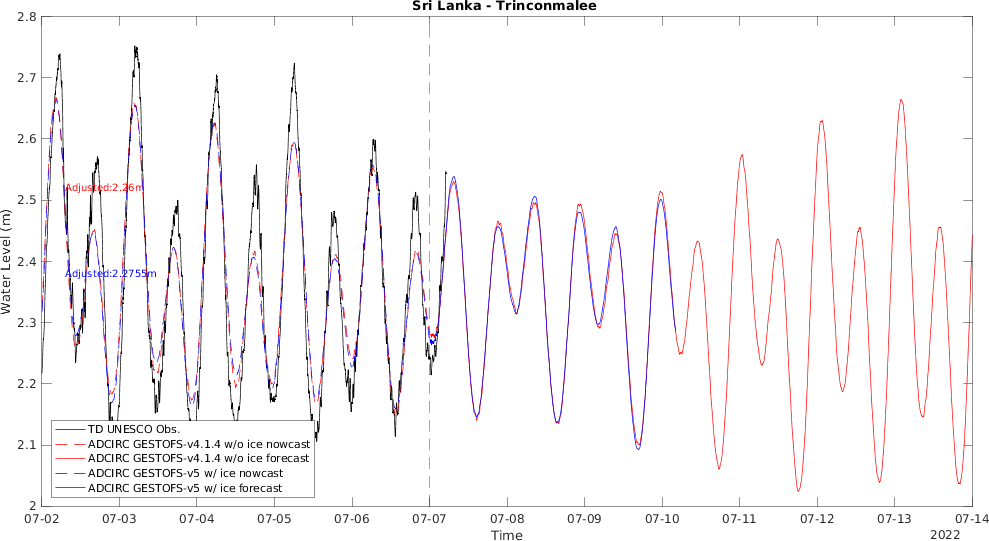 Sri Lanka - Trinconmalee
2.8
2.7
2.6
2.5
2.4
2.3
2.2
2.1
2
Water Level (m)
Adjusted:2.26m
Adjusted:2.2755m
TD UNESCO Obs.
ADCIRC GESTOFS-v4.1.4 w/o ice nowcast
ADCIRC GESTOFS-v4.1.4 w/o ice forecast
ADCIRC GESTOFS-v5 w/ ice nowcast
ADCIRC GESTOFS-v5 w/ ice forecast
07-02 07-03 07-04 07-05 07-06 07-07 07-08 07-09 07-10 07-11 07-12 07-13 07-14
Time
2022